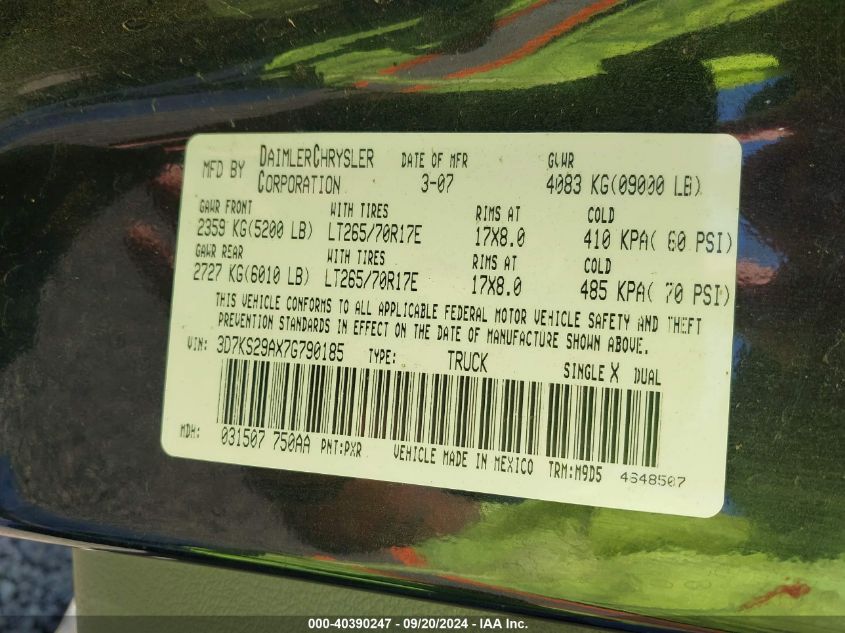 MFD BY DAIMLERCHRYSLER CORPORATION DATE OF MFR 3-07 GVWR 4083 KG(09000 LB)
GAWR FRONT WITH TIRES RIMS AT COLD
2359 KG(5200 LB) LT265/70R17E 17X8.0 410 KPA( 60 PSI)
GAWR REAR WITH TIRES RIMS AT COLD
2727 KG(6010 LB) LT265/70R17E 17X8.0 485 KPA( 70 PSI)
THIS VEHICLE CONFORMS TO ALL APPLICABLE FEDERAL MOTOR VEHICLE SAFETY AND THEFT
PREVENTION STANDARDS IN EFFECT ON THE DATE OF MANUFACTURE SHOWN ABOVE.
VIN: 3D7KS29AX7G790185 TYPE: TRUCK SINGLE X DUAL
MDH: 031507 750AA PNT:PXR VEHICLE MADE IN MEXICO TRM:M9D5 4648507
000-40390247 - 09/20/2024 - IAA Inc.